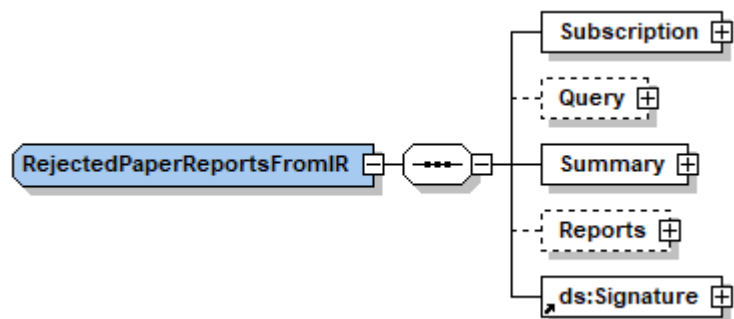 Subscription
Query
RejectedPaperReportsFromIR
Summary
Reports
ds:Signature